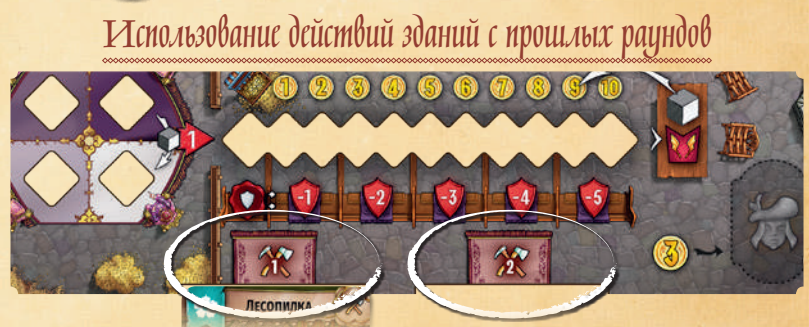 Использование действий зданий с прошлых раундов
1 2 3 4 5 6 7 8 9 10
1
-1 -2 -3 -4 -5
1 2
3
Лесопилка